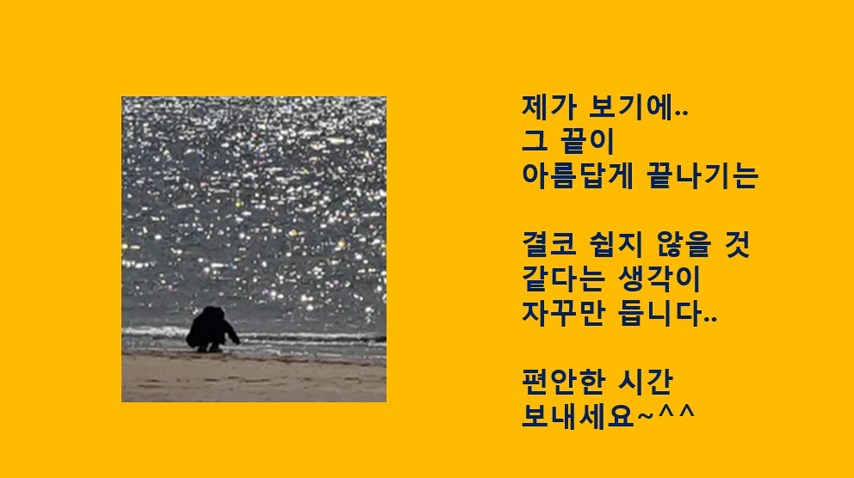 제가 보기에..
그 끝이
아름답게 끝나기는
결코 쉽지 않을 것
같다는 생각이
자꾸만 듭니다..
편안한 시간
보내세요~^^